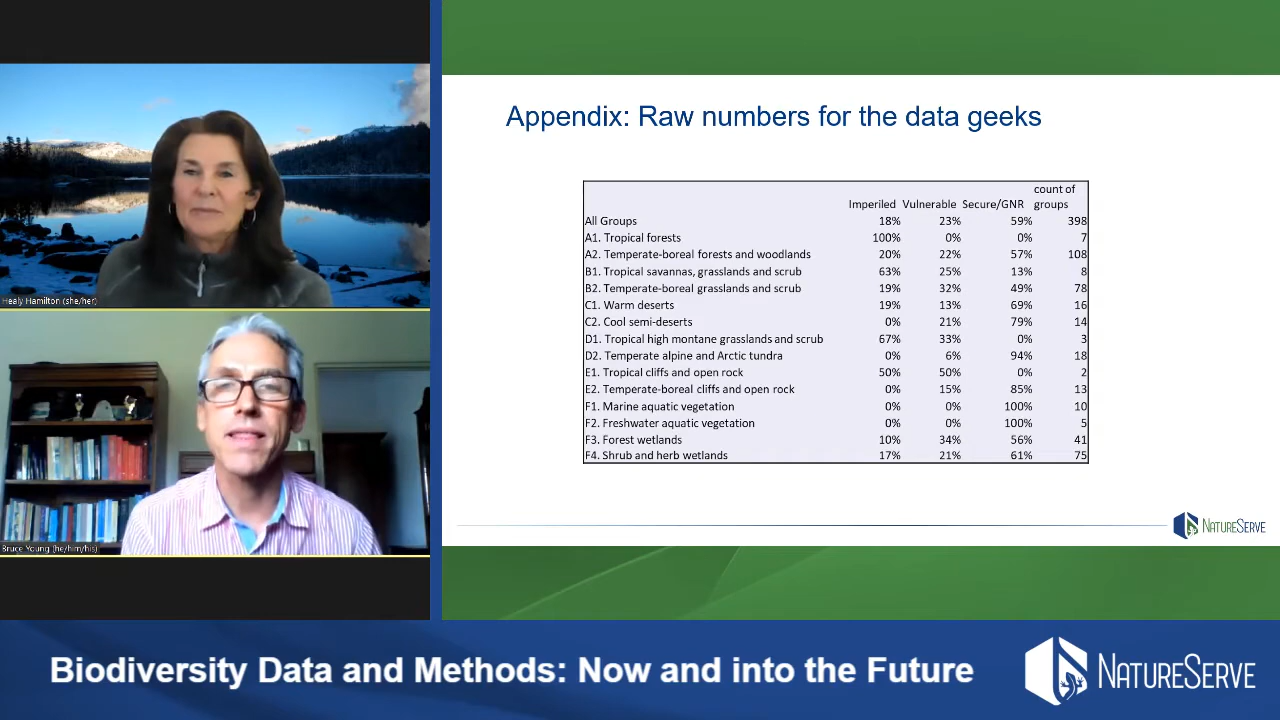 Healy Hamilton (she/her)
Bruce Young (he/him/his)
Appendix: Raw numbers for the data geeks
Imperiled Vulnerable Secure/GNR count of groups
All Groups 18% 23% 59% 398
A1. Tropical forests 100% 0% 0% 7
A2. Temperate-boreal forests and woodlands 20% 22% 57% 108
B1. Tropical savannas, grasslands and scrub 63% 25% 13% 8
B2. Temperate-boreal grasslands and scrub 19% 32% 49% 78
C1. Warm deserts 19% 13% 69% 16
C2. Cool semi-deserts 0% 21% 79% 14
D1. Tropical high montane grasslands and scrub 67% 33% 0% 3
D2. Temperate alpine and Arctic tundra 0% 6% 94% 18
E1. Tropical cliffs and open rock 50% 50% 0% 2
E2. Temperate-boreal cliffs and open rock 0% 15% 85% 13
F1. Marine aquatic vegetation 0% 0% 100% 10
F2. Freshwater aquatic vegetation 0% 0% 100% 5
F3. Forest wetlands 10% 34% 56% 41
F4. Shrub and herb wetlands 17% 21% 61% 75
NATURESERVE
Biodiversity Data and Methods: Now and into the Future
NATURESERVE